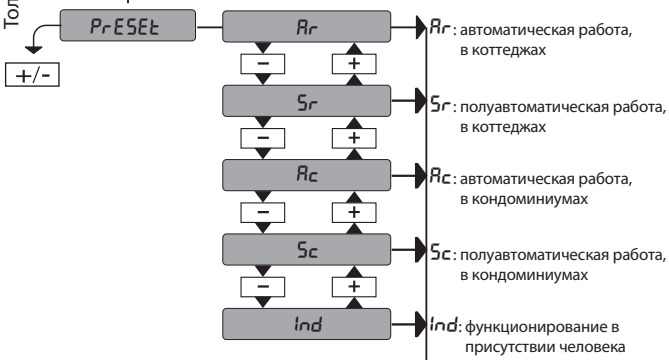 Тол
PrESEt
+/-
Ar
Ar: автоматическая работа,
в коттеджах
- +
Sr
Sr: полуавтоматическая работа,
в коттеджах
- +
Ac
Ac: автоматическая работа,
в кондоминиумах
- +
Sc
Sc: полуавтоматическая работа,
в кондоминиумах
- +
Ind
Ind: функционирование в
присутствии человека